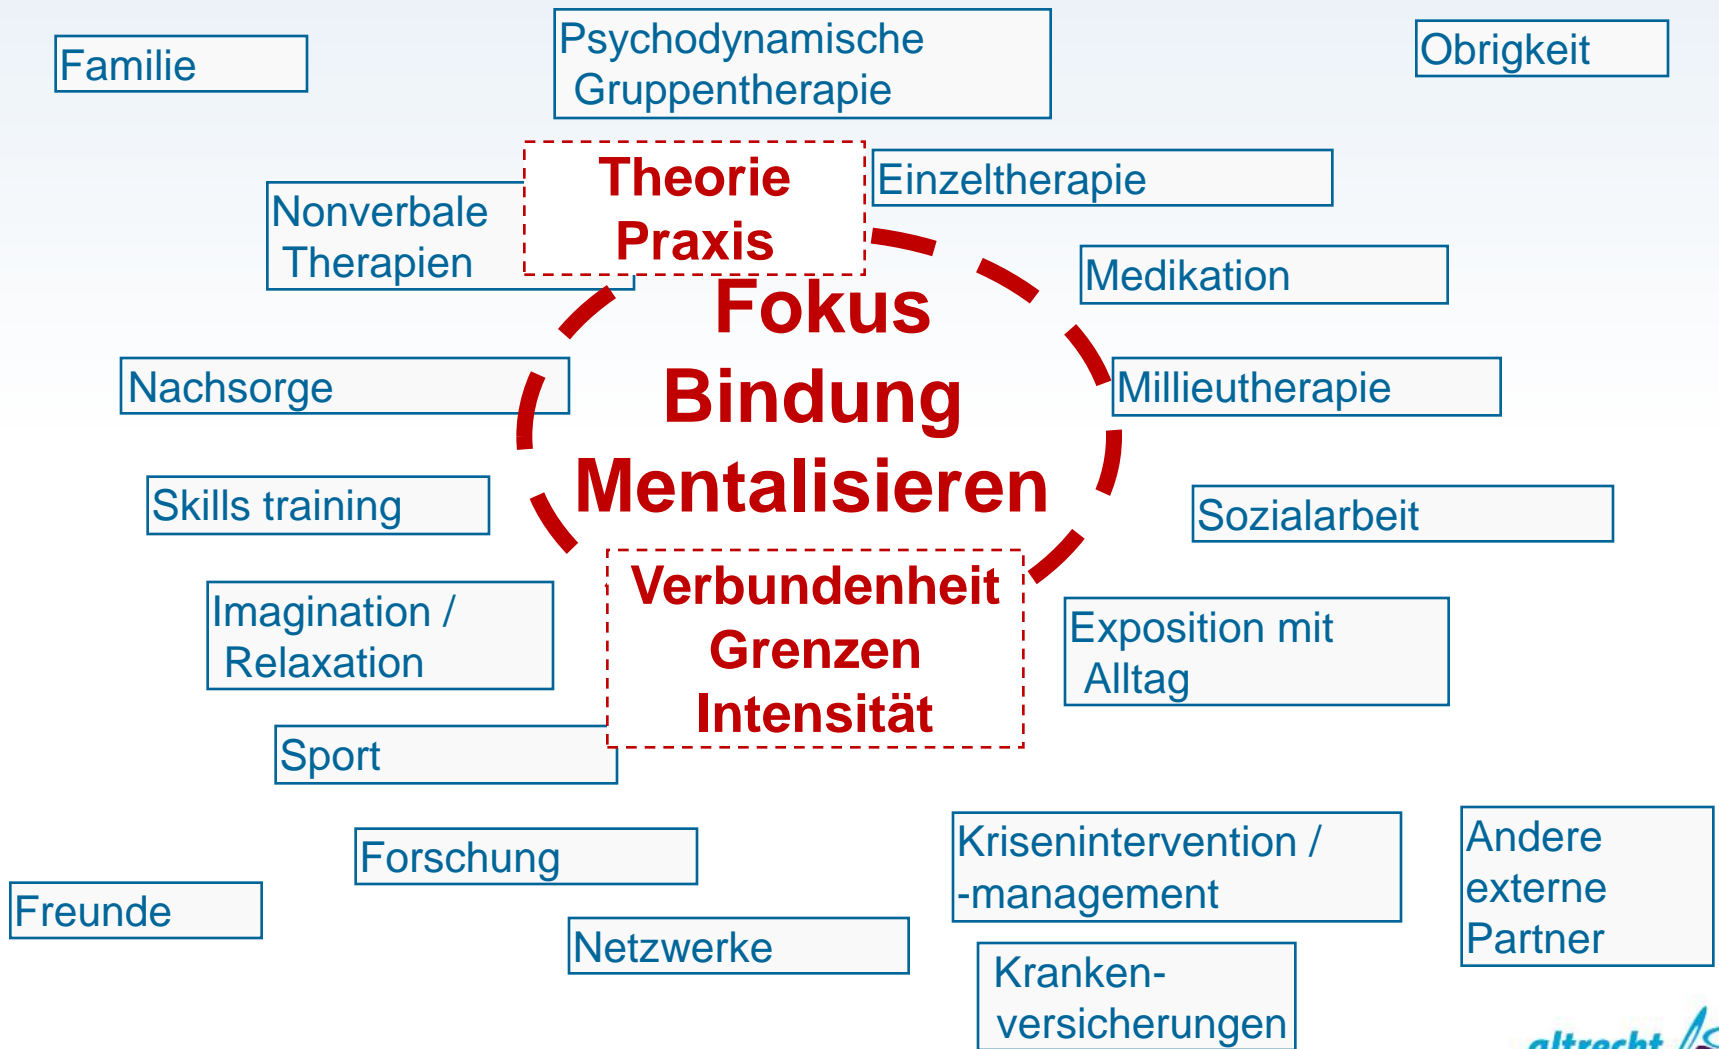 Familie
Psychodynamische
Gruppentherapie
Obrigkeit
Theorie
Praxis
Einzeltherapie
Nonverbale
Therapien
Medikation
Fokus
Bindung
Mentalisieren
Nachsorge
Millieutherapie
Skills training
Sozialarbeit
Verbundenheit
Grenzen
Intensität
Imagination /
Relaxation
Exposition mit
Alltag
Sport
Forschung
Krisenintervention /
-management
Andere
externe
Partner
Freunde
Netzwerke
Kranken-
versicherungen
altrecht